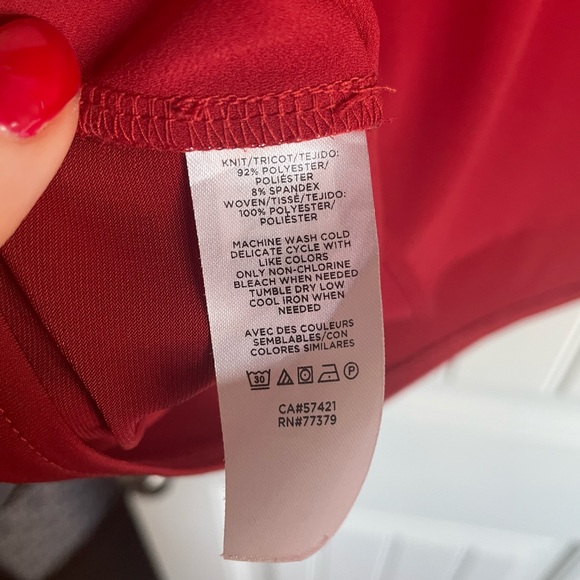 KNIT/TRICOT/TEJIDO:
92% POLYESTER/
POLIÉSTER
8% SPANDEX
WOVEN/TISSÉ/TEJIDO:
100% POLYESTER/
POLIÉSTER
MACHINE WASH COLD
DELICATE CYCLE WITH
LIKE COLORS
ONLY NON-CHLORINE
BLEACH WHEN NEEDED
TUMBLE DRY LOW
COOL IRON WHEN
NEEDED
AVEC DES COULEURS
SEMBLABLES/CON
COLORES SIMILARES
30 P
CA#57421
RN#77379